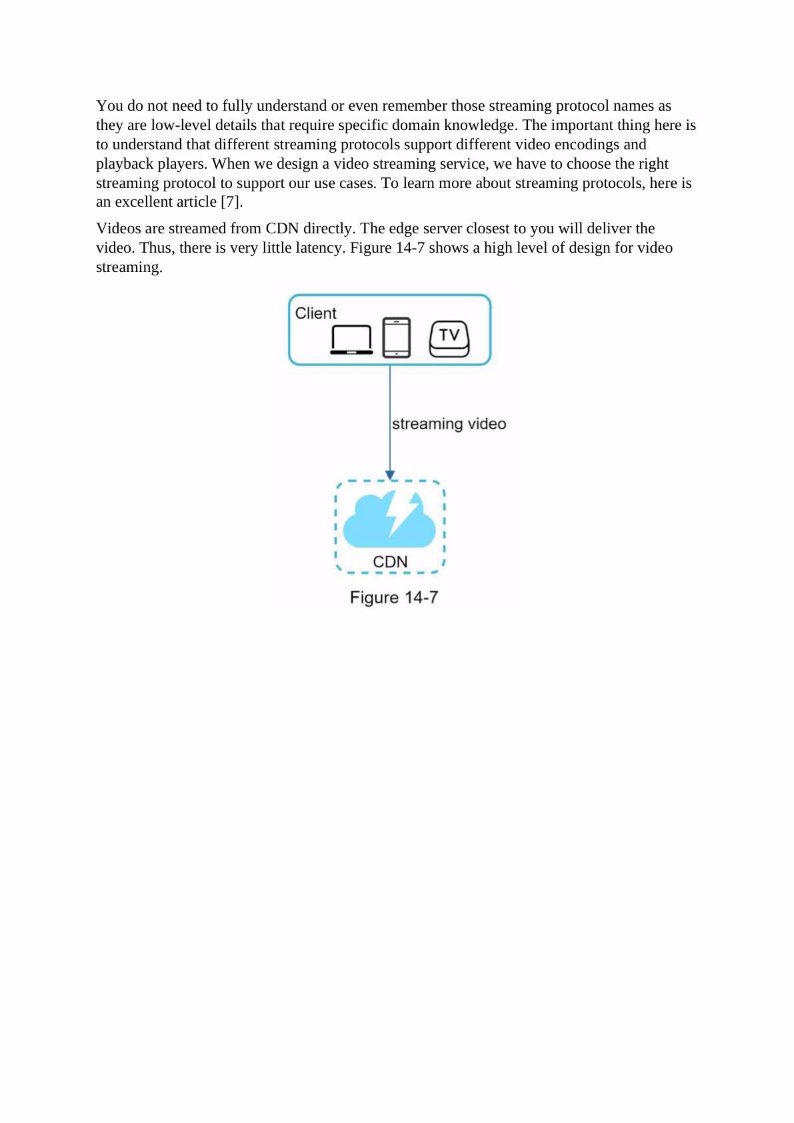 You do not need to fully understand or even remember those streaming protocol names as
they are low-level details that require specific domain knowledge. The important thing here is
to understand that different streaming protocols support different video encodings and
playback players. When we design a video streaming service, we have to choose the right
streaming protocol to support our use cases. To learn more about streaming protocols, here is
an excellent article [7].
Videos are streamed from CDN directly. The edge server closest to you will deliver the
video. Thus, there is very little latency. Figure 14-7 shows a high level of design for video
streaming.
Client
TV
streaming video
CDN
Figure 14-7